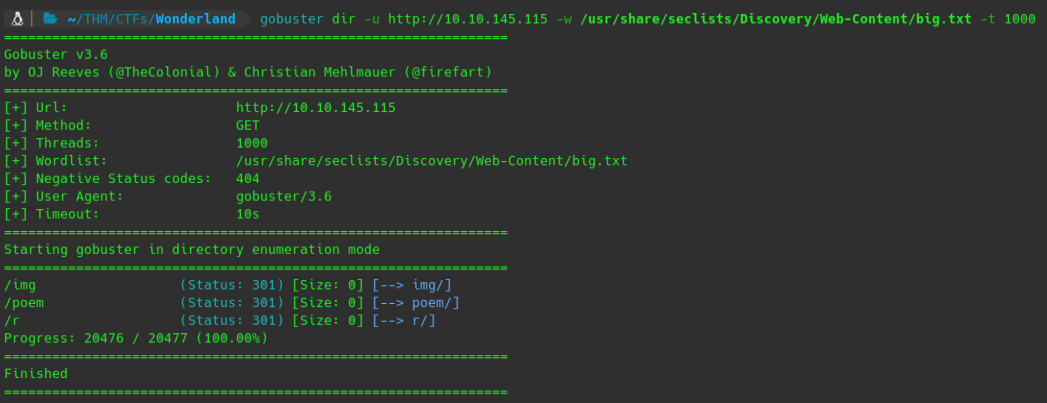 ~/THM/CTFs/Wonderland gobuster dir -u http://10.10.145.115 -w /usr/share/seclists/Discovery/Web-Content/big.txt -t 1000
===============================================================
Gobuster v3.6
by OJ Reeves (@TheColonial) & Christian Mehlmauer (@firefart)
===============================================================
[+] Url:                     http://10.10.145.115
[+] Method:                  GET
[+] Threads:                 1000
[+] Wordlist:                /usr/share/seclists/Discovery/Web-Content/big.txt
[+] Negative Status codes:   404
[+] User Agent:              gobuster/3.6
[+] Timeout:                 10s
===============================================================
Starting gobuster in directory enumeration mode
===============================================================
/img                  (Status: 301) [Size: 0] [--> img/]
/poem                 (Status: 301) [Size: 0] [--> poem/]
/r                    (Status: 301) [Size: 0] [--> r/]
Progress: 20476 / 20477 (100.00%)
===============================================================
Finished
===============================================================